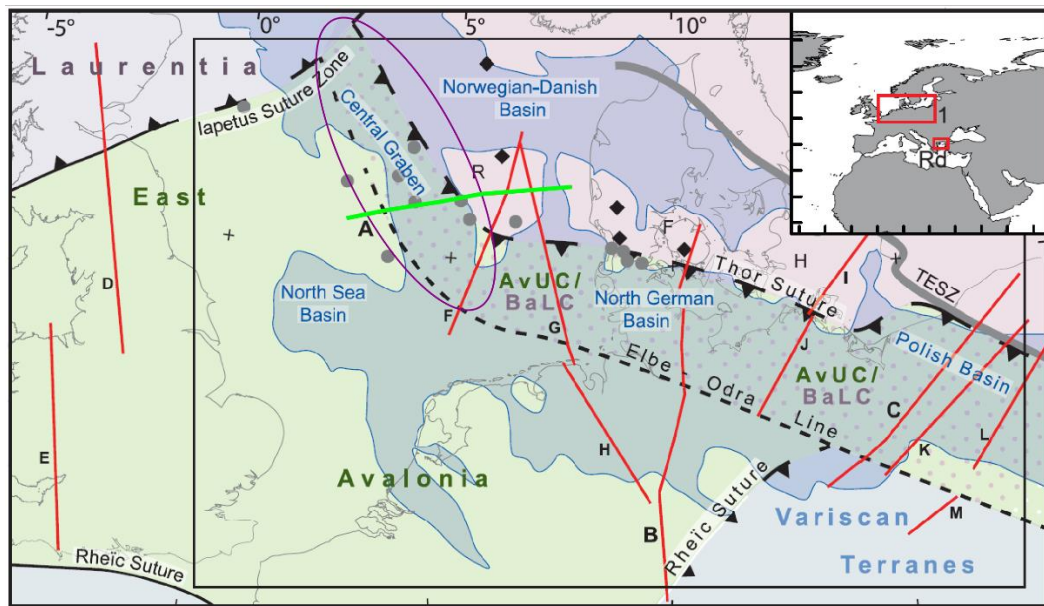 -5°
0°
5°
10°
Laurentia
Iapetus Suture Zone
Central Graben
Norwegian-Danish
Basin
1
Rd
East
D
A
R
F
H
I
TESZ
Thor Suture
North Sea
Basin
AvUC/
BaLC
North German
Basin
F
G
J
Polish Basin
Elbe Odra Line
AvUC/
BaLC
C
L
E
H
K
Avalonia
M
B
Rheïc Suture
Variscan
Terranes
Rheïc Suture